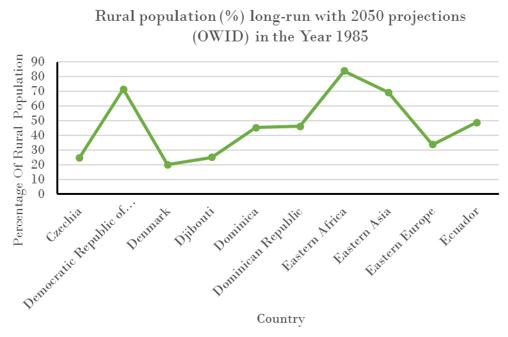 Rural population (%) long-run with 2050 projections
(OWID) in the Year 1985
Percentage Of Rural Population
90
80
70
60
50
40
30
20
10
0
Czechia
Democratic Republic of…
Denmark
Djibouti
Dominica
Dominican Republic
Eastern Africa
Eastern Asia
Eastern Europe
Ecuador
Country